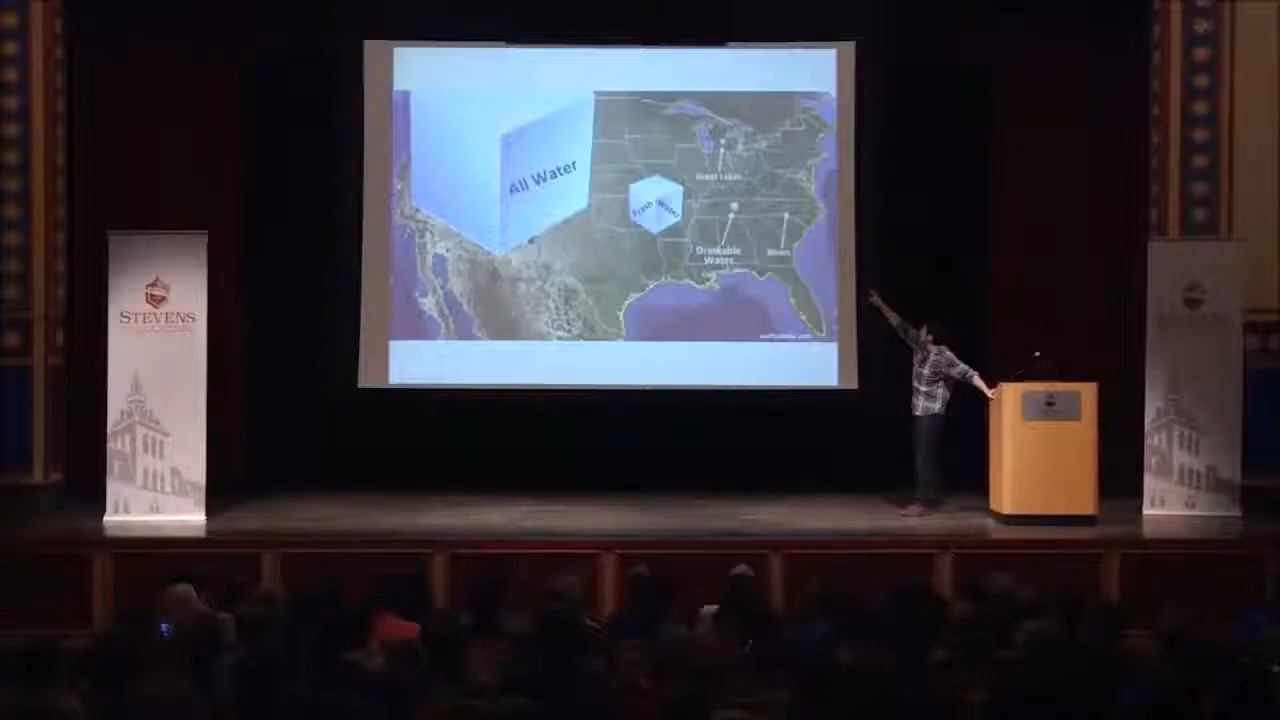 All Water
Fresh Water
Great Lakes
Drinkable
Water
Rivers
STEVENS